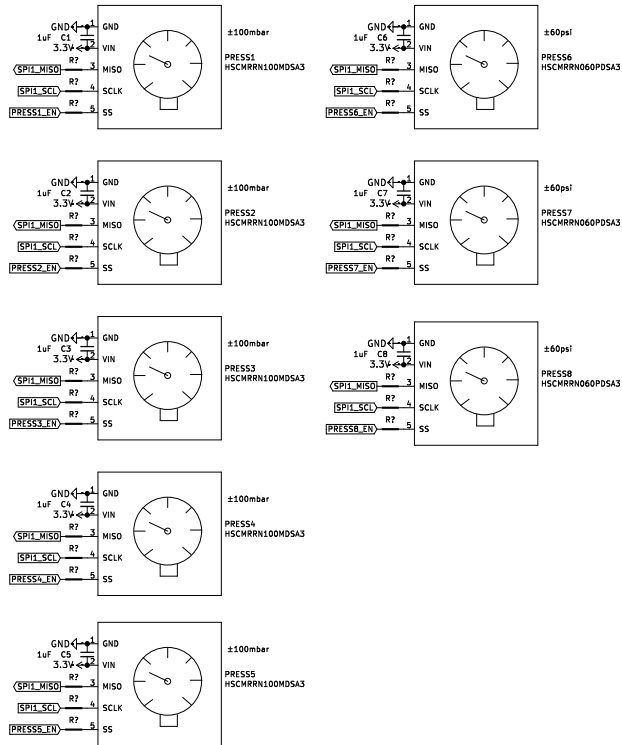 GND 1 GND
1uF C1
3.3V 2 VIN
R?
SPI1_MISO 3 MISO
R?
SPI1_SCL 4 SCLK
R?
PRESS1_EN 5 SS
±100mbar
PRESS1
HSCMRRN100MDSA3
GND 1 GND
1uF C6
3.3V 2 VIN
R?
SPI1_MISO 3 MISO
R?
SPI1_SCL 4 SCLK
R?
PRESS6_EN 5 SS
±60psi
PRESS6
HSCMRRN060PDSA3
GND 1 GND
1uF C2
3.3V 2 VIN
R?
SPI1_MISO 3 MISO
R?
SPI1_SCL 4 SCLK
R?
PRESS2_EN 5 SS
±100mbar
PRESS2
HSCMRRN100MDSA3
GND 1 GND
1uF C7
3.3V 2 VIN
R?
SPI1_MISO 3 MISO
R?
SPI1_SCL 4 SCLK
R?
PRESS7_EN 5 SS
±60psi
PRESS7
HSCMRRN060PDSA3
GND 1 GND
1uF C3
3.3V 2 VIN
R?
SPI1_MISO 3 MISO
R?
SPI1_SCL 4 SCLK
R?
PRESS3_EN 5 SS
±100mbar
PRESS3
HSCMRRN100MDSA3
GND 1 GND
1uF C8
3.3V 2 VIN
R?
SPI1_MISO 3 MISO
R?
SPI1_SCL 4 SCLK
R?
PRESS8_EN 5 SS
±60psi
PRESS8
HSCMRRN060PDSA3
GND 1 GND
1uF C4
3.3V 2 VIN
R?
SPI1_MISO 3 MISO
R?
SPI1_SCL 4 SCLK
R?
PRESS4_EN 5 SS
±100mbar
PRESS4
HSCMRRN100MDSA3
GND 1 GND
1uF C5
3.3V 2 VIN
R?
SPI1_MISO 3 MISO
R?
SPI1_SCL 4 SCLK
R?
PRESS5_EN 5 SS
±100mbar
PRESS5
HSCMRRN100MDSA3